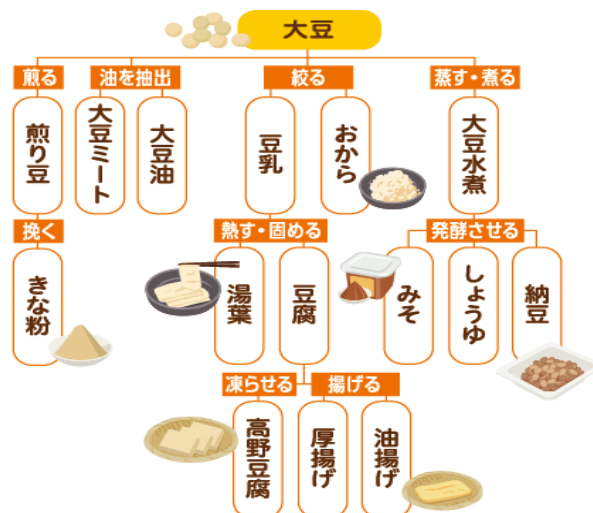 大豆
煎る
油を抽出
絞る
蒸す・煮る
煎り豆
大豆ミート
大豆油
豆乳
おから
大豆水煮
挽く
熱す・固める
発酵させる
きな粉
湯葉
豆腐
みそ
しょうゆ
納豆
凍らせる
揚げる
高野豆腐
厚揚げ
油揚げ